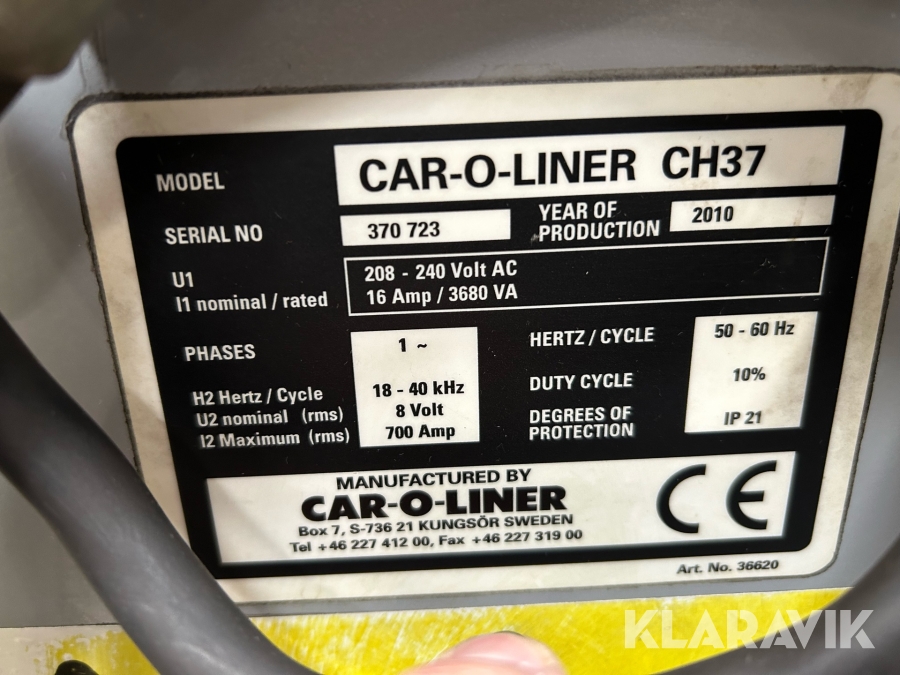 MODEL CAR-O-LINER CH37
SERIAL NO 370 723 YEAR OF PRODUCTION 2010
U1 208 - 240 Volt AC
I1 nominal / rated 16 Amp / 3680 VA
PHASES 1 ~ HERTZ / CYCLE 50 - 60 Hz
H2 Hertz / Cycle 18 - 40 kHz DUTY CYCLE 10%
U2 nominal (rms) 8 Volt
I2 Maximum (rms) 700 Amp DEGREES OF PROTECTION IP 21
MANUFACTURED BY
CAR-O-LINER
Box 7, S-736 21 KUNGSÖR SWEDEN
Tel +46 227 412 00, Fax +46 227 319 00
CE
Art. No. 36620
KLARAVIK